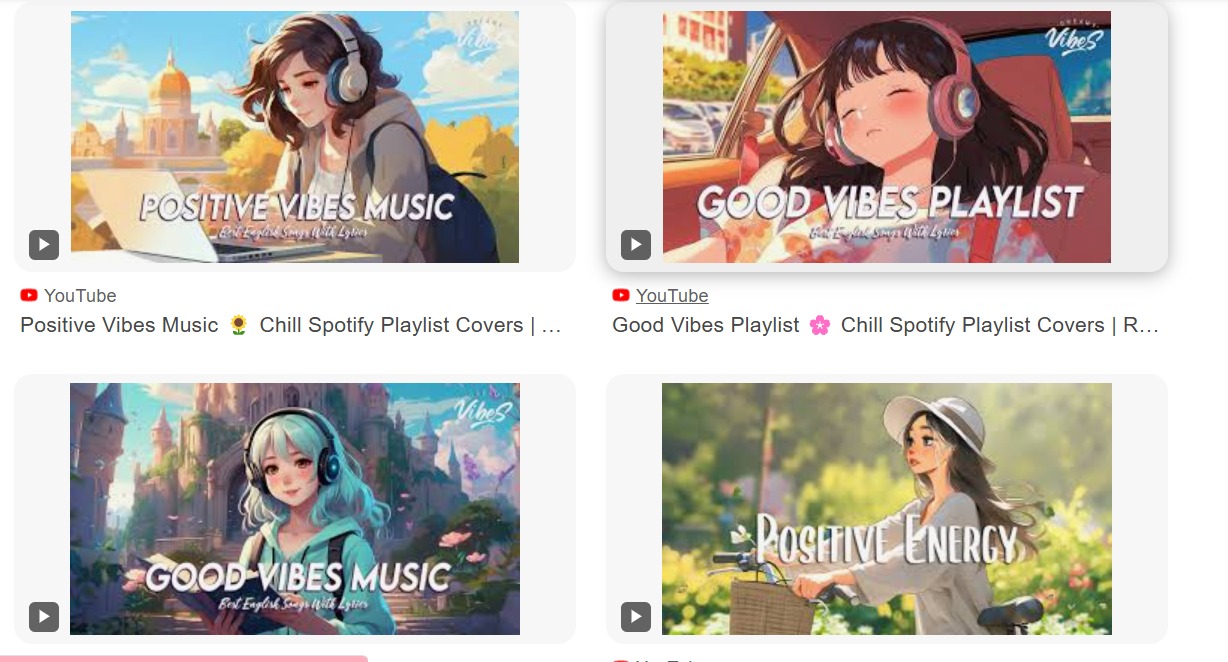 Vibes
POSITIVE VIBES MUSIC
Best English Songs With Lyrics
DREAMY
Vibes
GOOD VIBES PLAYLIST
Best English Songs With Lyrics
YouTube
Positive Vibes Music 🌻 Chill Spotify Playlist Covers | ...
YouTube
Good Vibes Playlist 🌸 Chill Spotify Playlist Covers | R...
Vibes
GOOD VIBES MUSIC
Best English Songs With Lyrics
POSITIVE ENERGY